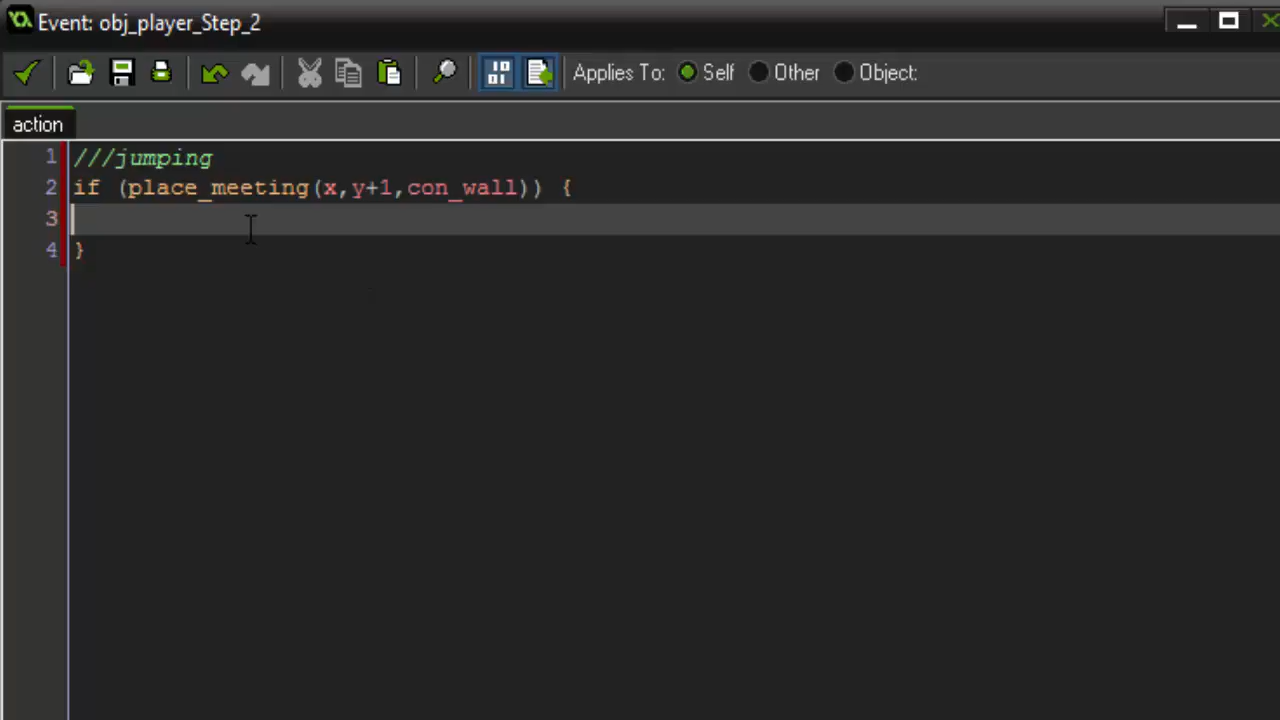 Event: obj_player_Step_2
Applies To: Self Other Object:
action
1 ///jumping
2 if (place_meeting(x,y+1,con_wall)) {
3
4 }